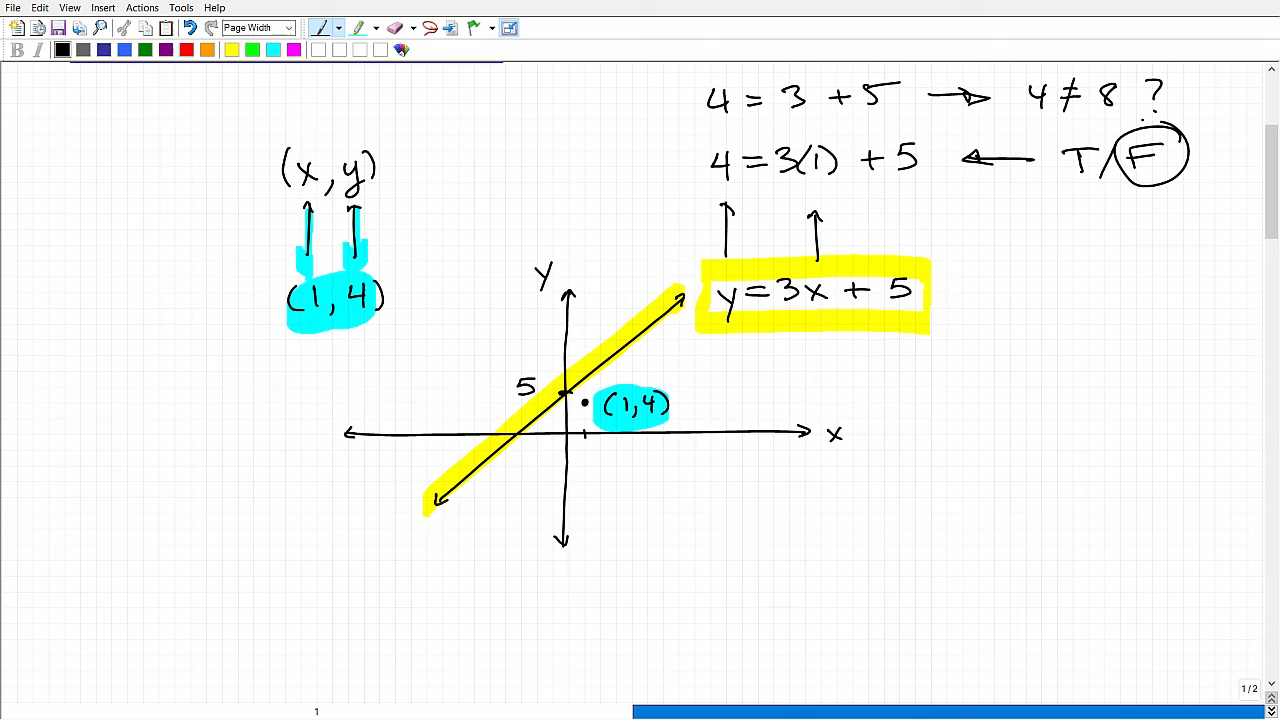 File Edit View Insert Actions Tools Help
Page Width
B I
4 = 3 + 5 → 4 ≠ 8 ?
4 = 3(1) + 5 ← T/F
(x, y)
(1, 4)
y = 3x + 5
y
5
(1,4)
x
1/2
1